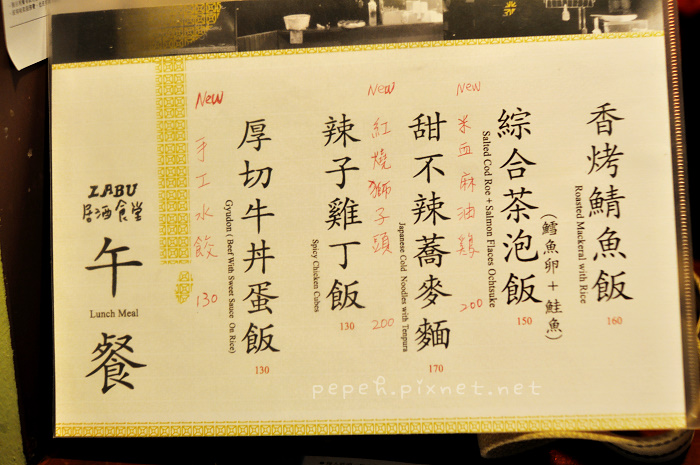 香烤鯖魚飯
Roasted Mackeral with Rice
160
綜合茶泡飯
(鱈魚卵+鮭魚)
Salted Cod Roe + Salmon Flaces Ochtsuke
150
New
米血麻油鷄
200
甜不辣蕎麥麵
Japanese Cold Noodles with Tenpura
170
New
紅燒獅子頭
200
辣子雞丁飯
Spicy Chicken Cubes
130
厚切牛丼蛋飯
Gyudon ( Beef With Sweet Sauce On Rice)
130
New
手工水餃
130
ZABU
居酒食堂
午餐
Lunch Meal
pepeh.pixnet.net